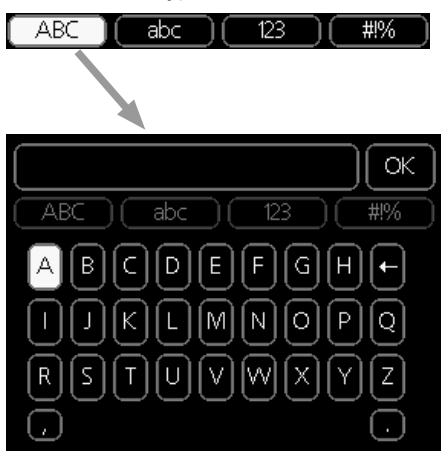 ABC abc 123 #!%
OK
ABC abc 123 #!%
A B C D E F G H ←
I J K L M N O P Q
R S T U V W X Y Z
, .